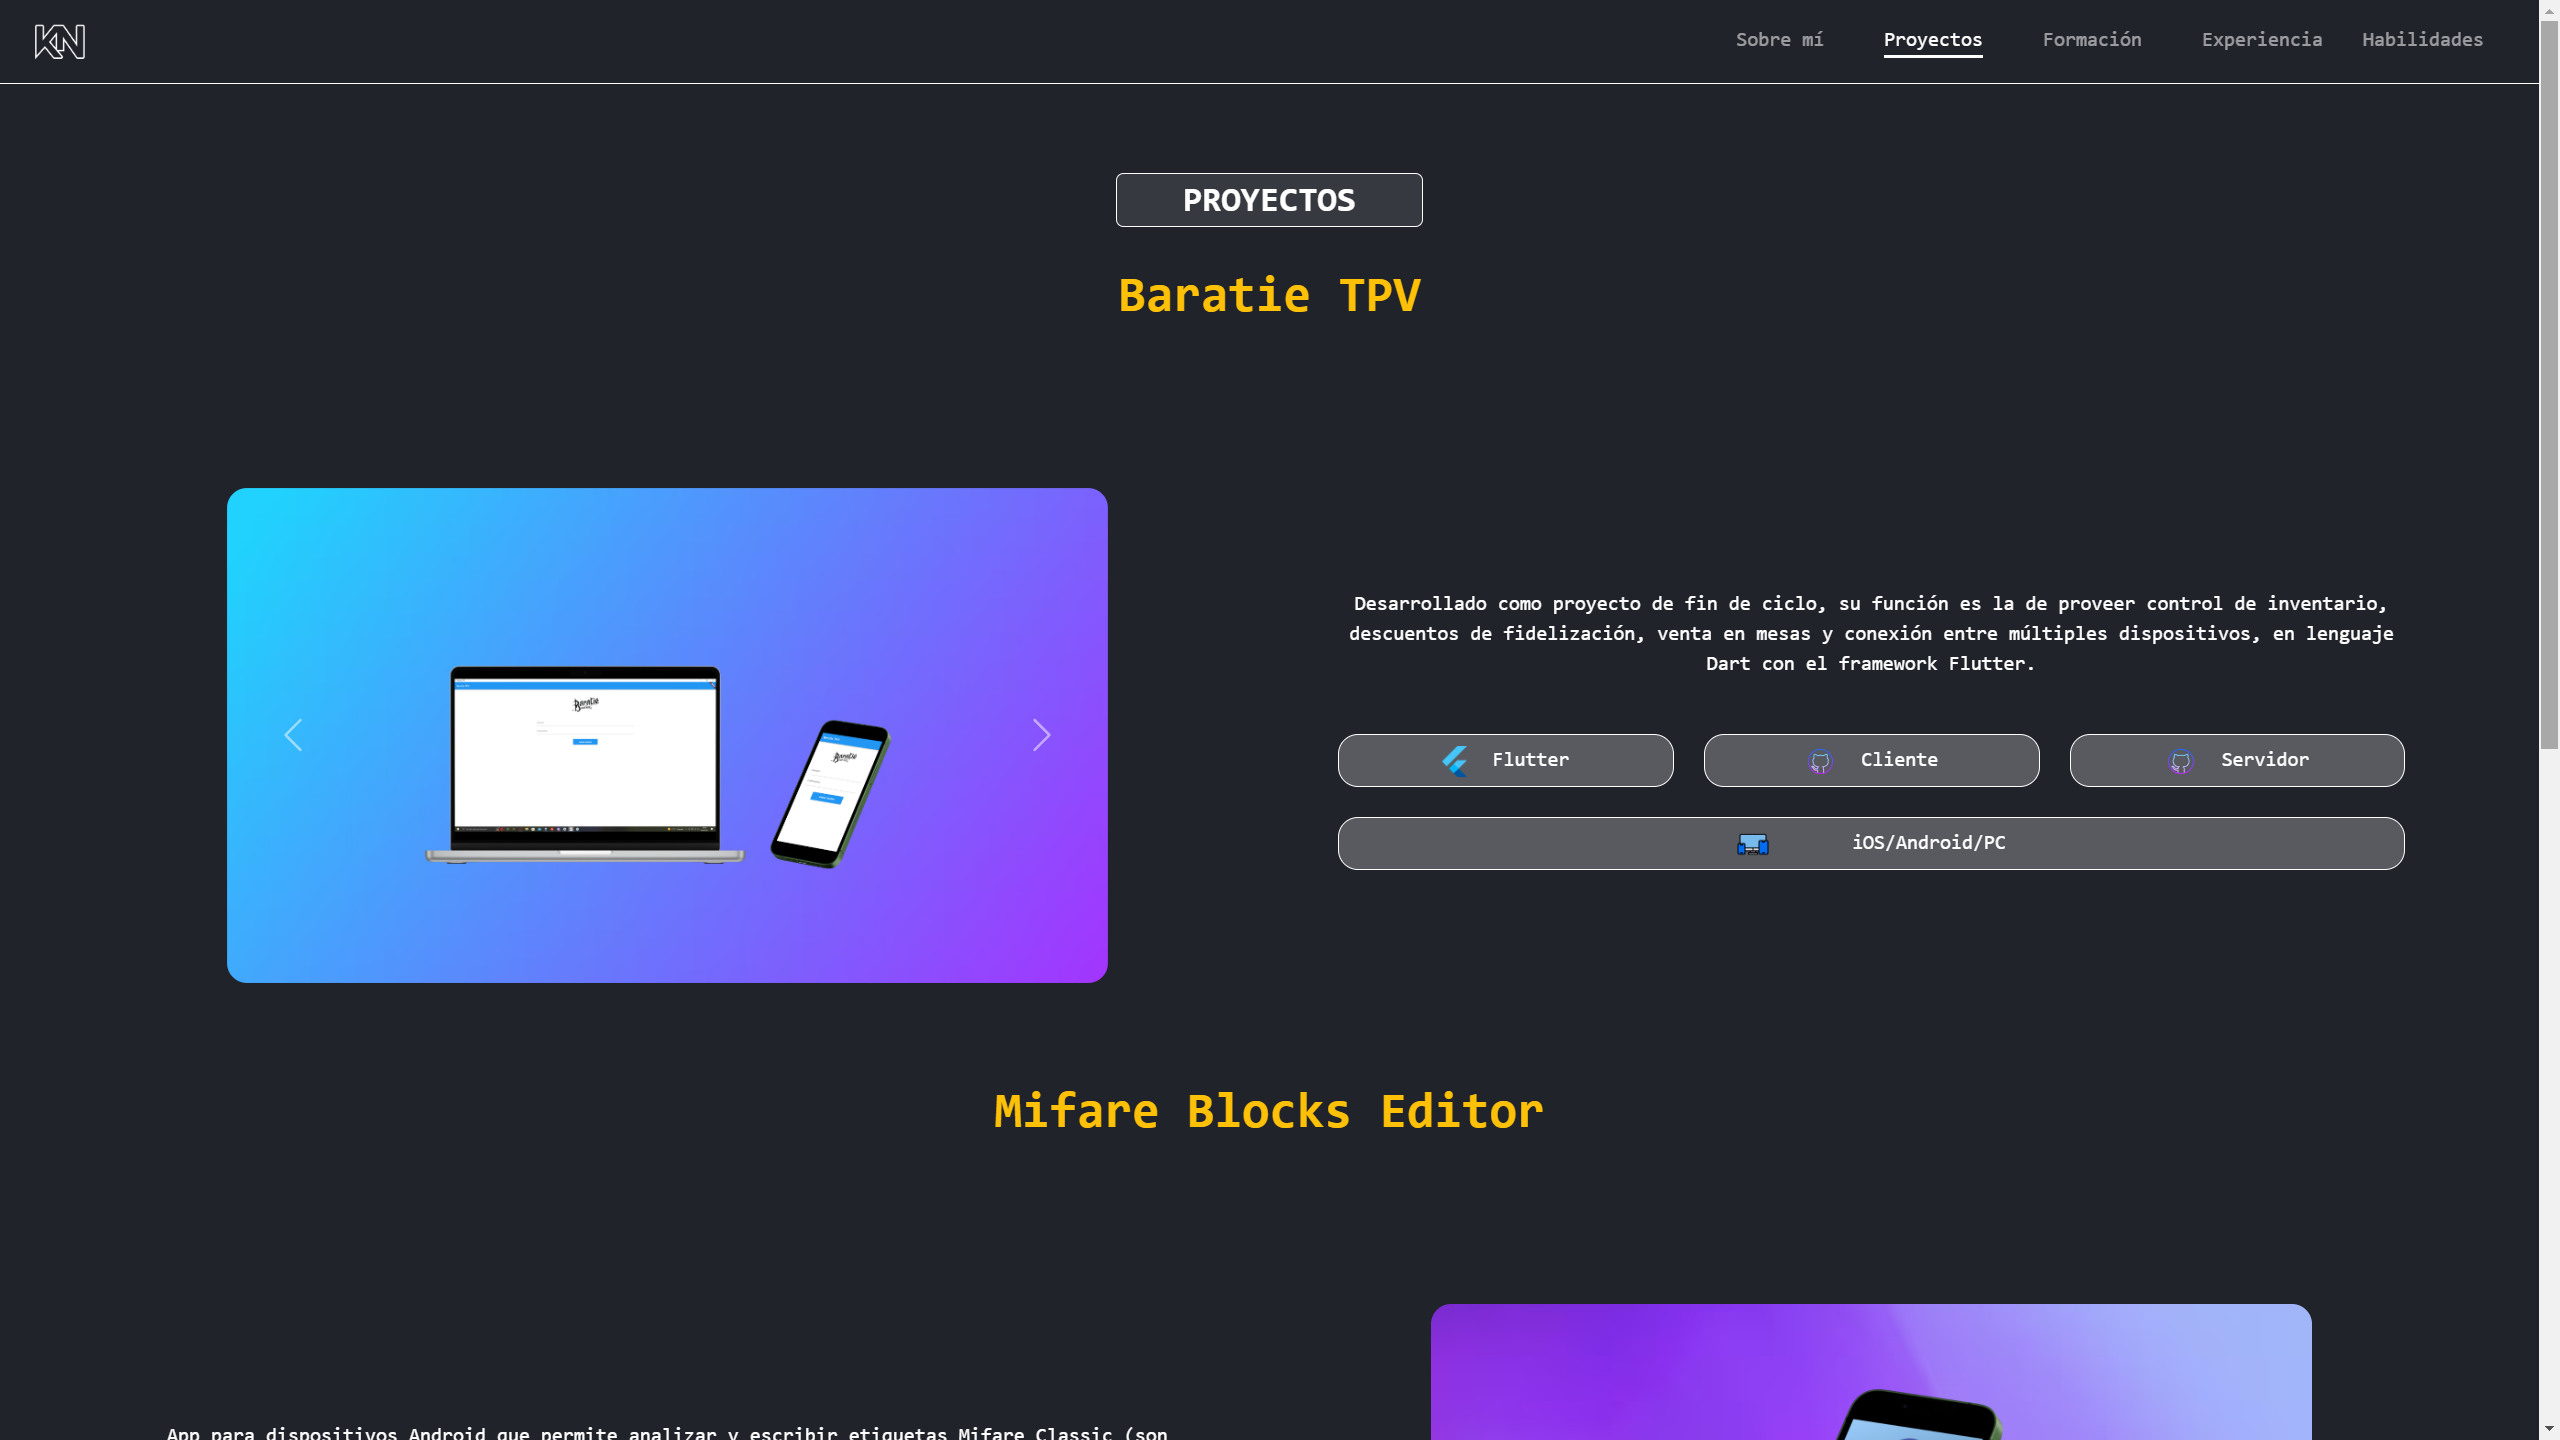 KN
Sobre mí Proyectos Formación Experiencia Habilidades
PROYECTOS
Baratie TPV
Desarrollado como proyecto de fin de ciclo, su función es la de proveer control de inventario,
descuentos de fidelización, venta en mesas y conexión entre múltiples dispositivos, en lenguaje
Dart con el framework Flutter.
Baratie
Baratie
Flutter Cliente Servidor
iOS/Android/PC
Mifare Blocks Editor
App para dispositivos Android que permite analizar y escribir etiquetas Mifare Classic (son